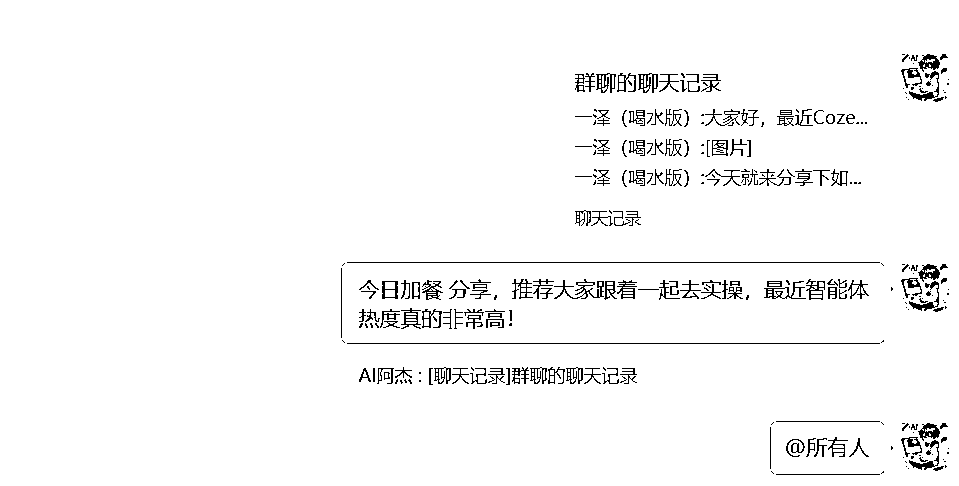 群聊的聊天记录
一泽（喝水版）:大家好，最近Coze...
一泽（喝水版）:[图片]
一泽（喝水版）:今天就来分享下如...
聊天记录
今日加餐 分享，推荐大家跟着一起去实操，最近智能体
热度真的非常高！
AI阿杰 : [聊天记录]群聊的聊天记录
@所有人